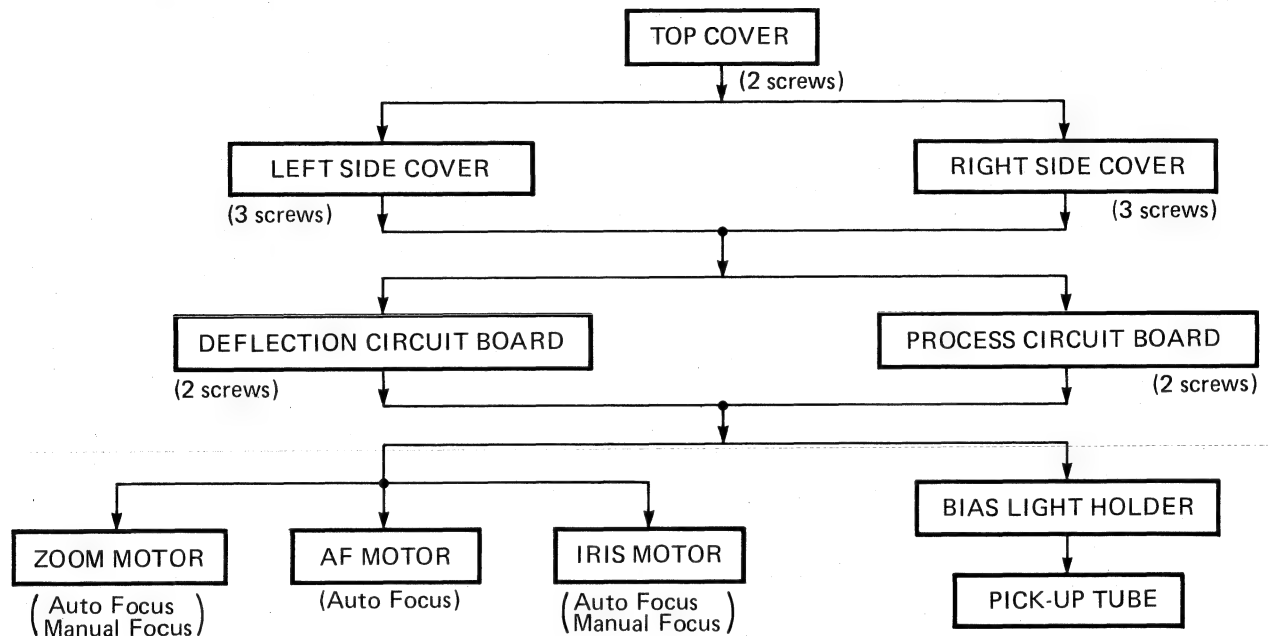 TOP COVER
(2 screws)
LEFT SIDE COVER
(3 screws)
RIGHT SIDE COVER
(3 screws)
DEFLECTION CIRCUIT BOARD
(2 screws)
PROCESS CIRCUIT BOARD
(2 screws)
ZOOM MOTOR
(Auto Focus
Manual Focus)
AF MOTOR
(Auto Focus)
IRIS MOTOR
(Auto Focus
Manual Focus)
BIAS LIGHT HOLDER
PICK-UP TUBE